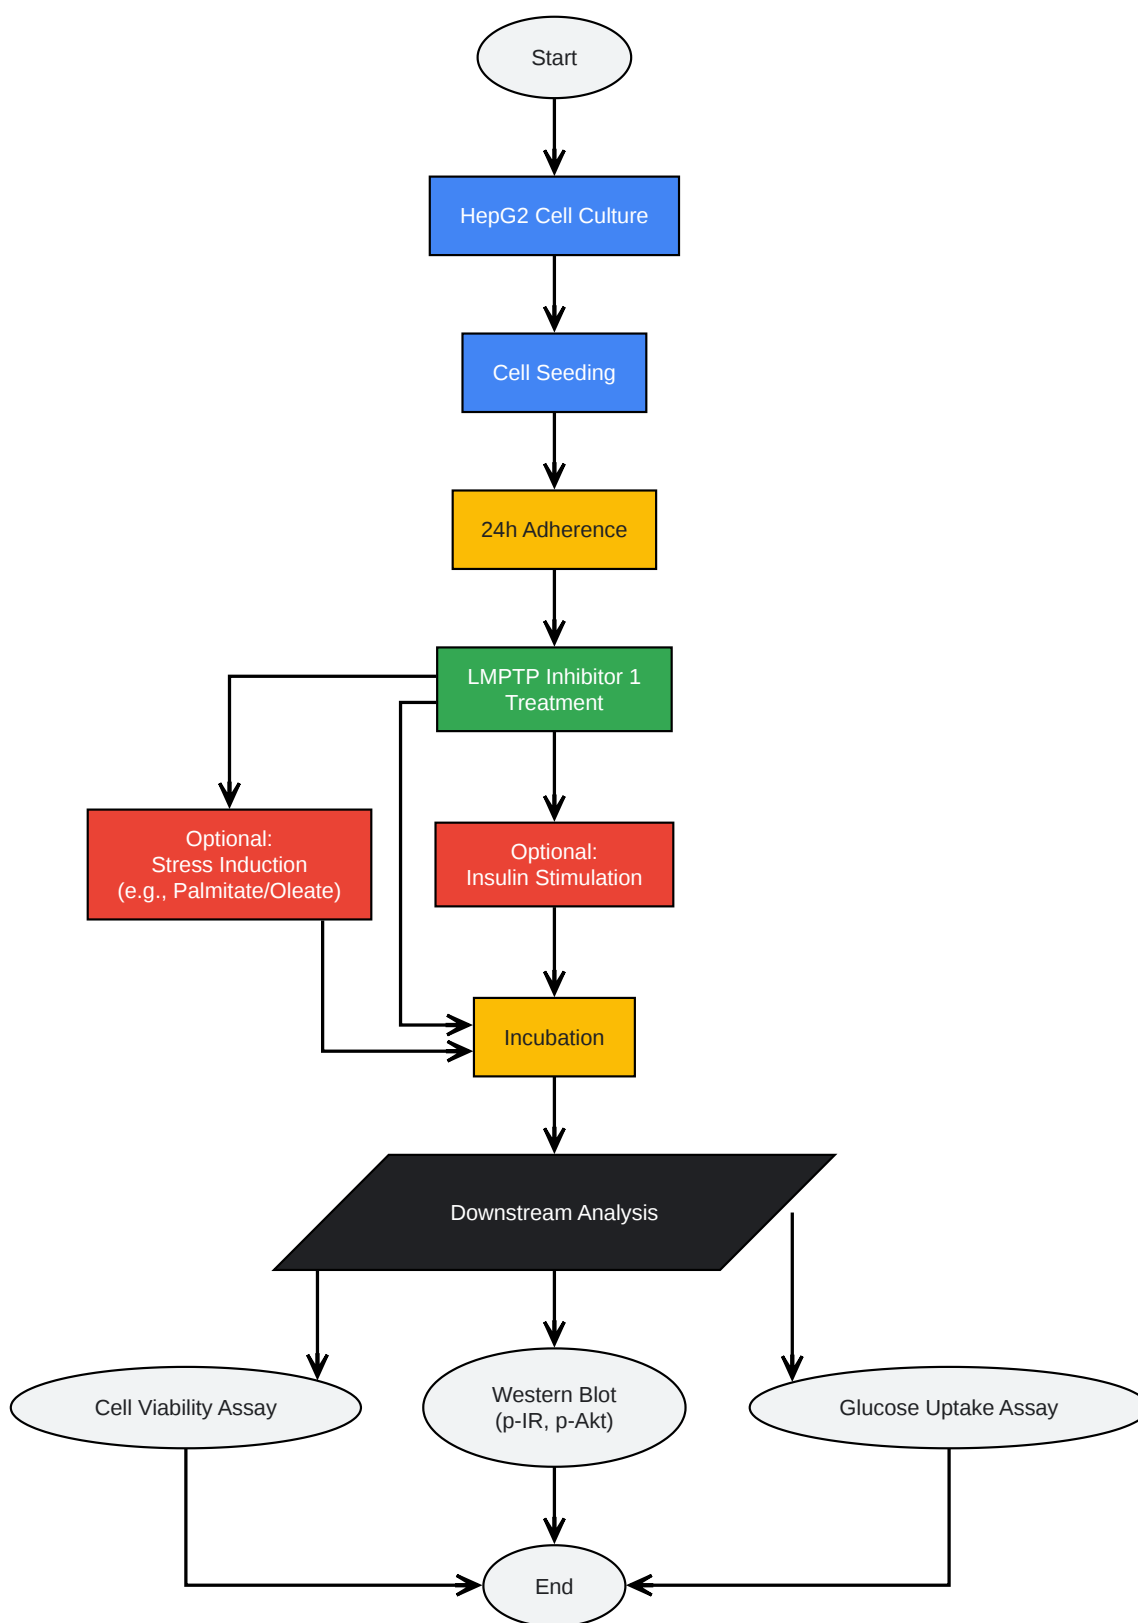 Start
HepG2 Cell Culture
Cell Seeding
24h Adherence
LMPTP Inhibitor 1
Treatment
Optional:
Stress Induction
(e.g., Palmitate/Oleate)
Optional:
Insulin Stimulation
Incubation
Downstream Analysis
Cell Viability Assay
Western Blot
(p-IR, p-Akt)
Glucose Uptake Assay
End